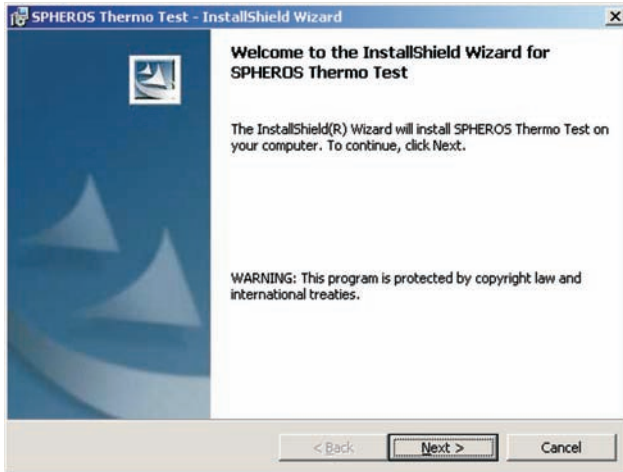 SPHEROS Thermo Test - InstallShield Wizard
Welcome to the InstallShield Wizard for
SPHEROS Thermo Test
The InstallShield(R) Wizard will install SPHEROS Thermo Test on
your computer. To continue, click Next.
WARNING: This program is protected by copyright law and
international treaties.
< Back
Next >
Cancel